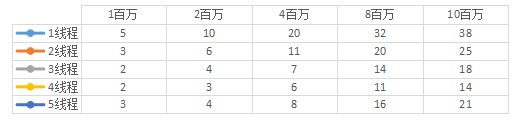 1百万 2百万 4百万 8百万 10百万
1线程 5 10 20 32 38
2线程 3 6 11 20 25
3线程 2 4 7 14 18
4线程 2 3 6 11 14
5线程 3 4 8 16 21